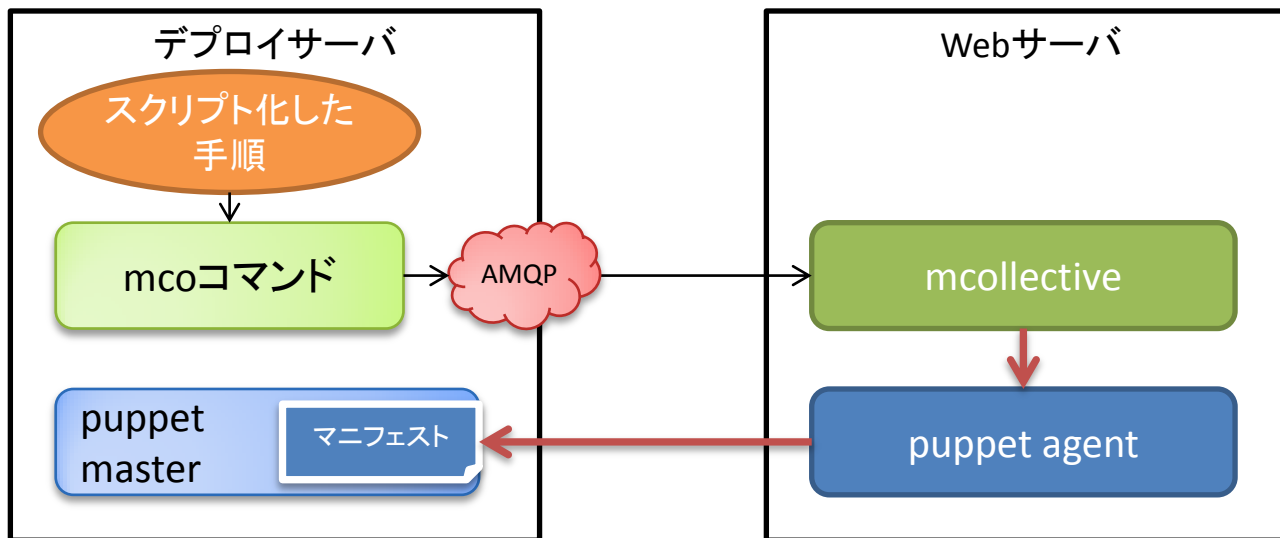 デプロイサーバ
スクリプト化した
手順
mcoコマンド
AMQP
puppet
master
マニフェスト
Webサーバ
mcollective
puppet agent